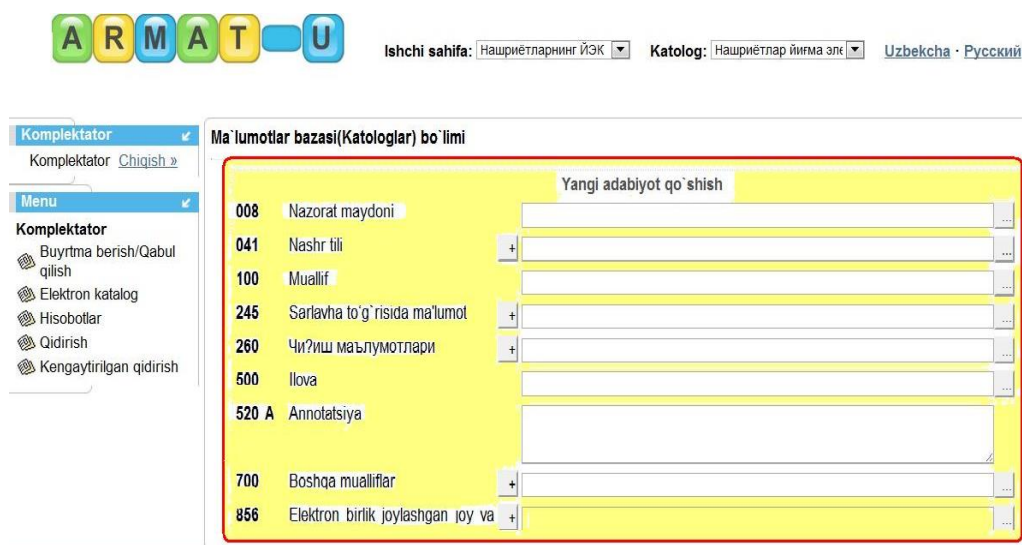 ARMAT-U
Ishchi sahifa: Нашриётларнинг ЙЭК Katolog: Нашриётлар йиғма эле Uzbekcha · Русский
Komplektator
Komplektator Chiqish »
Menu
Komplektator
Buyrtma berish/Qabul
qilish
Elektron katalog
Hisobotlar
Qidirish
Kengaytirilgan qidirish
Ma`lumotlar bazasi(Katologlar) bo`limi
Yangi adabiyot qo`shish
008 Nazorat maydoni ...
041 Nashr tili + ...
100 Muallif ...
245 Sarlavha to'g`risida ma'lumot + ...
260 Чи?иш маълумотлари + ...
500 Ilova ...
520 A Annotatsiya
700 Boshqa mualliflar + ...
856 Elektron birlik joylashgan joy va + ...